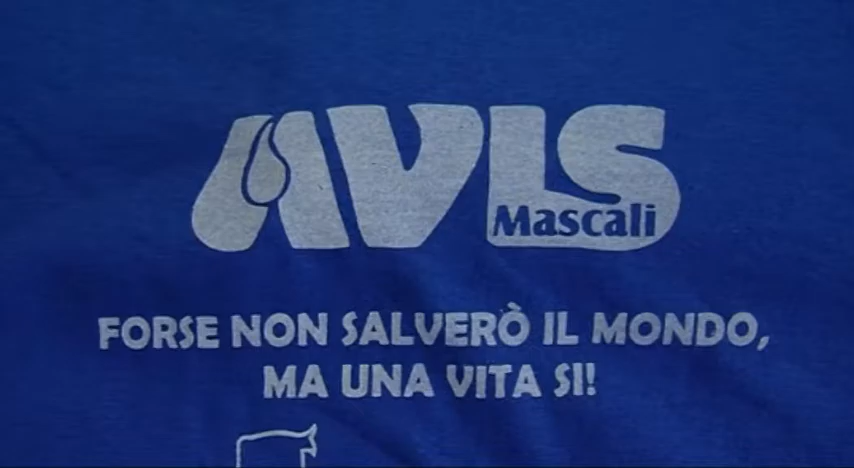 AVIS
Mascali
FORSE NON SALVERÒ IL MONDO,
MA UNA VITA SI!